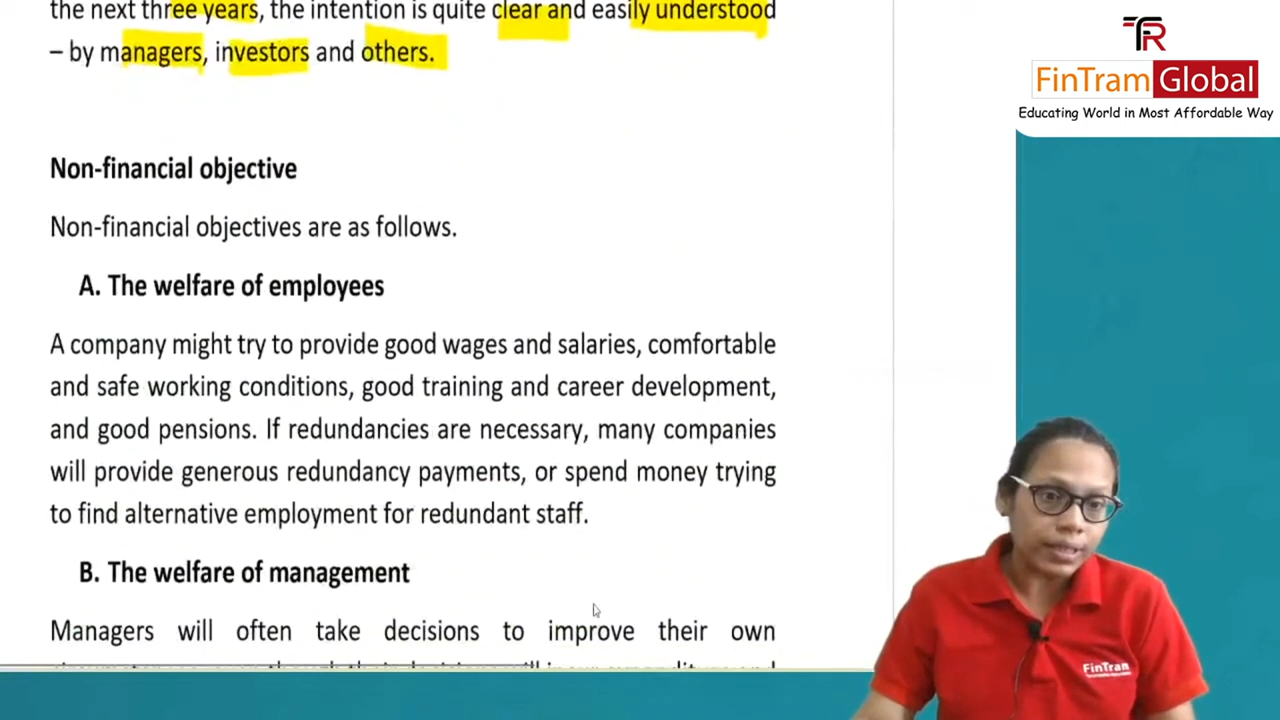 the next three years, the intention is quite clear and easily understood
– by managers, investors and others.
Non-financial objective
Non-financial objectives are as follows.
A. The welfare of employees
A company might try to provide good wages and salaries, comfortable
and safe working conditions, good training and career development,
and good pensions. If redundancies are necessary, many companies
will provide generous redundancy payments, or spend money trying
to find alternative employment for redundant staff.
B. The welfare of management
Managers will often take decisions to improve their own
TFR
FinTram Global
Educating World in Most Affordable Way
FinTram